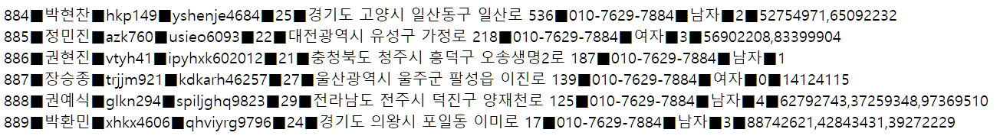 884■박현찬■hkp149■yshenje4684■25■경기도 고양시 일산동구 일산로 536■010-7629-7884■남자■2■52754971,65092232
885■정민진■azk760■usieo6093■22■대전광역시 유성구 가정로 218■010-7629-7884■여자■3■56902208,83399904
886■권현진■vtyh41■ipyhxk602012■21■충청북도 청주시 흥덕구 오송생명2로 187■010-7629-7884■남자■1
887■장승종■trjjm921■kdkarh46257■27■울산광역시 울주군 팔성읍 이진로 139■010-7629-7884■여자■0■14124115
888■권예식■glkn294■spiljghq9823■29■전라남도 전주시 덕진구 양재천로 125■010-7629-7884■남자■4■62792743,37259348,97369510
889■박환민■xhkx4606■qhviyrg9796■24■경기도 의왕시 포일동 이미로 17■010-7629-7884■남자■3■88742621,42843431,39272229